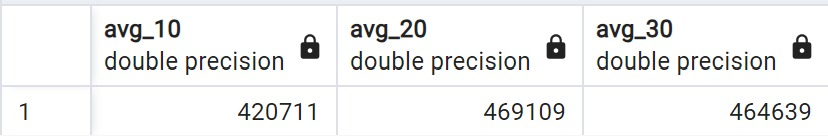 avg_10 avg_20 avg_30
double precision double precision double precision
1 420711 469109 464639